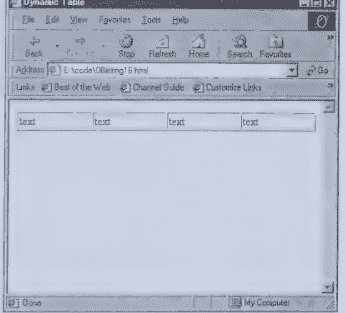 Dynamic Table
File Edit View Favorites Tools Help
Back Stop Refresh Home Search Favorites
Address Go
Links Best of the Web Channel Guide Customize Links
text text text text
Done My Computer